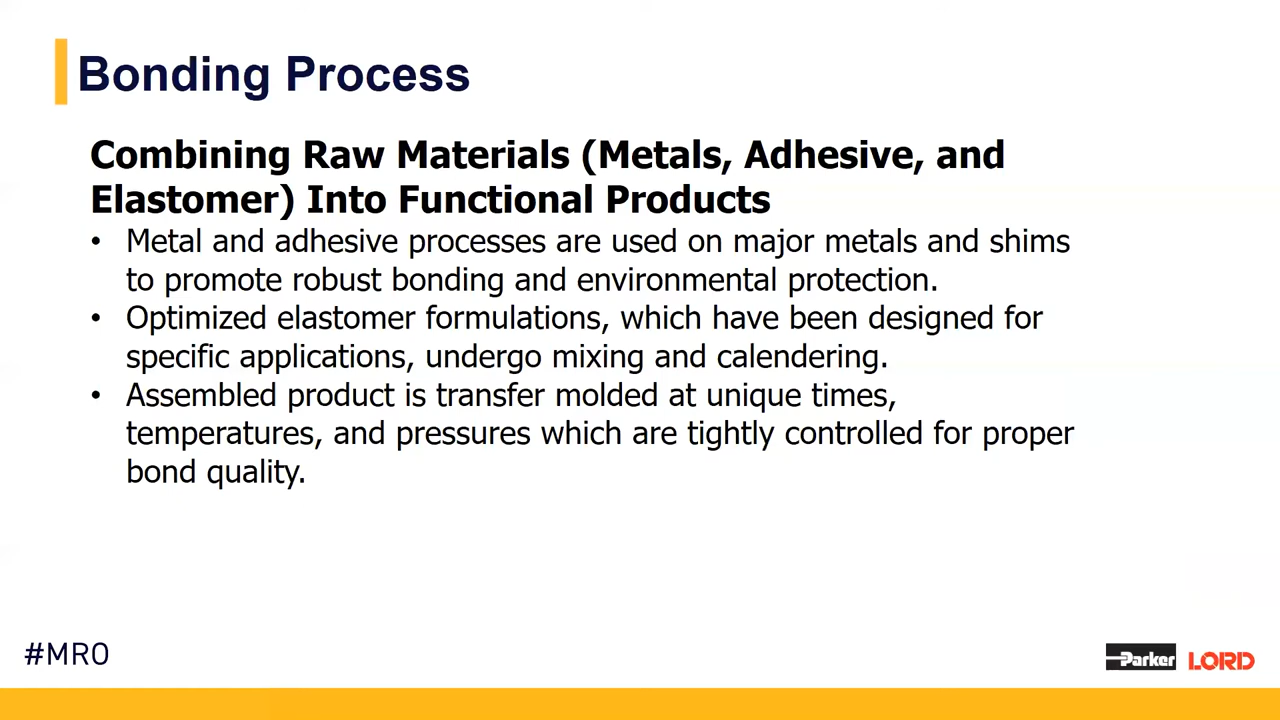 Bonding Process
Combining Raw Materials (Metals, Adhesive, and
Elastomer) Into Functional Products
• Metal and adhesive processes are used on major metals and shims
to promote robust bonding and environmental protection.
• Optimized elastomer formulations, which have been designed for
specific applications, undergo mixing and calendering.
• Assembled product is transfer molded at unique times,
temperatures, and pressures which are tightly controlled for proper
bond quality.
#MRO
Parker LORD